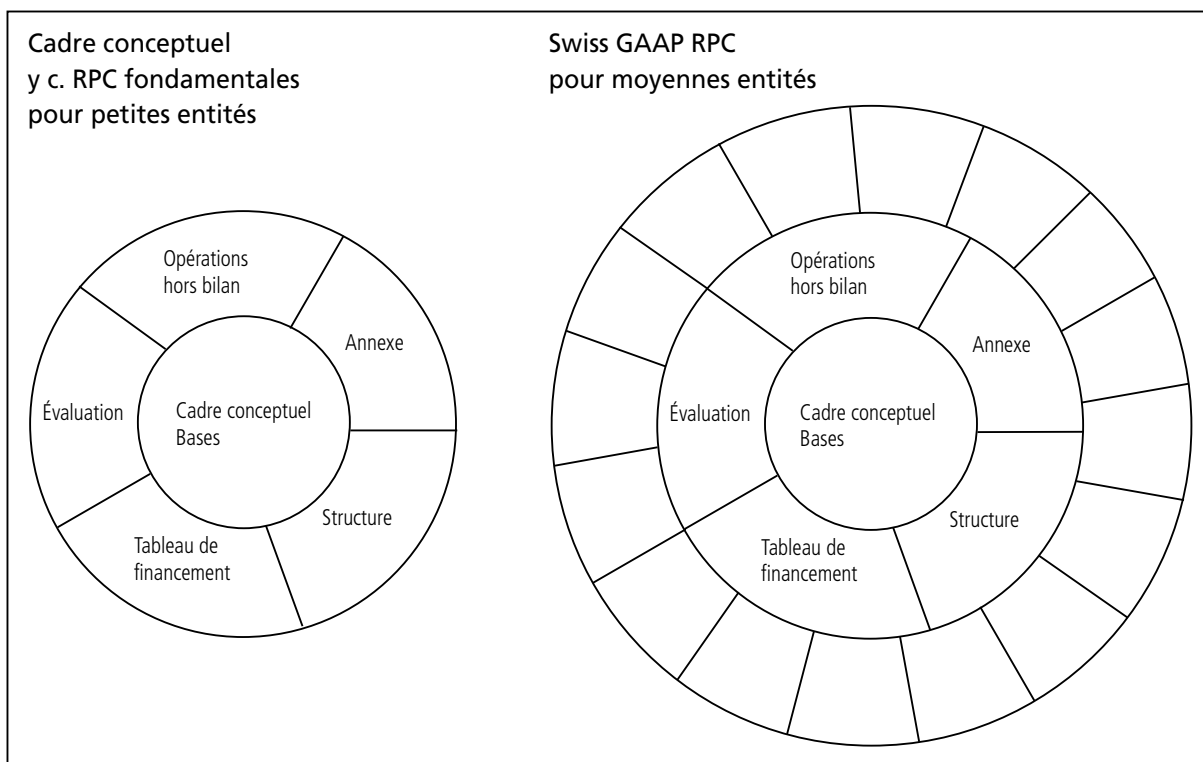 Cadre conceptuel
y c. RPC fondamentales
pour petites entités
Opérations
hors bilan
Annexe
Évaluation
Cadre conceptuel
Bases
Structure
Tableau de
financement
Swiss GAAP RPC
pour moyennes entités
Opérations
hors bilan
Annexe
Évaluation
Cadre conceptuel
Bases
Structure
Tableau de
financement